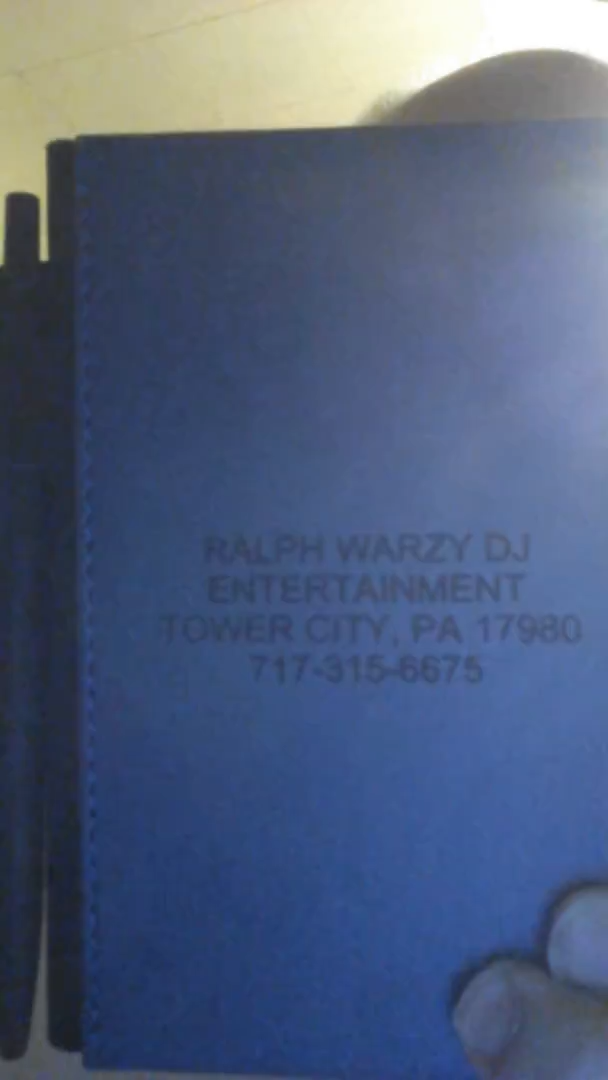 RALPH WARZY DJ
ENTERTAINMENT
TOWER CITY, PA 17980
717-315-6675